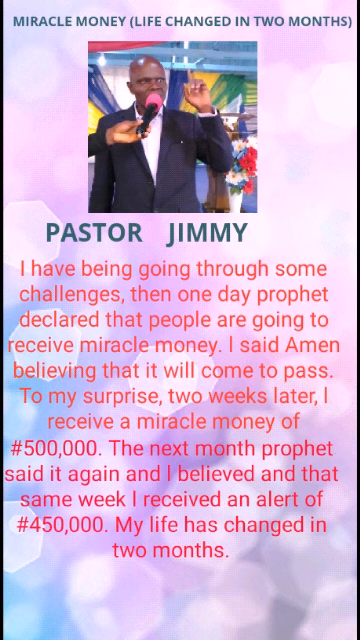 MIRACLE MONEY (LIFE CHANGED IN TWO MONTHS)
PASTOR JIMMY
I have being going through some
challenges, then one day prophet
declared that people are going to
receive miracle money. I said Amen
believing that it will come to pass.
To my surprise, two weeks later, I
receive a miracle money of
#500,000. The next month prophet
said it again and I believed and that
same week I received an alert of
#450,000. My life has changed in
two months.